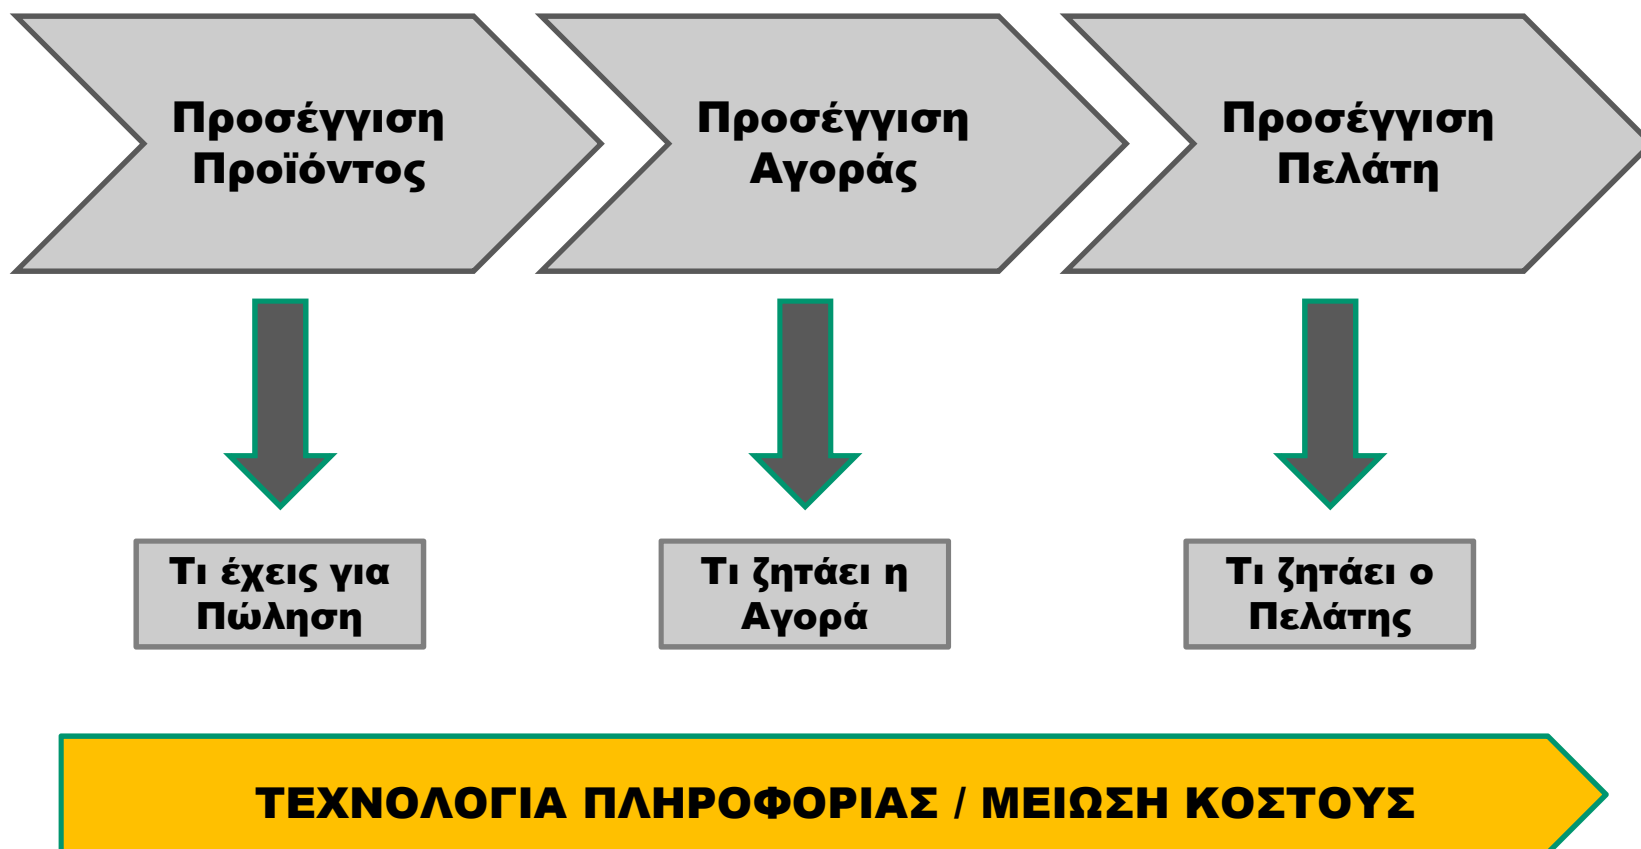 Προσέγγιση
Προϊόντος
Προσέγγιση
Αγοράς
Προσέγγιση
Πελάτη
Τι έχεις για
Πώληση
Τι ζητάει η
Αγορά
Τι ζητάει ο
Πελάτης
ΤΕΧΝΟΛΟΓΙΑ ΠΛΗΡΟΦΟΡΙΑΣ / ΜΕΙΩΣΗ ΚΟΣΤΟΥΣ